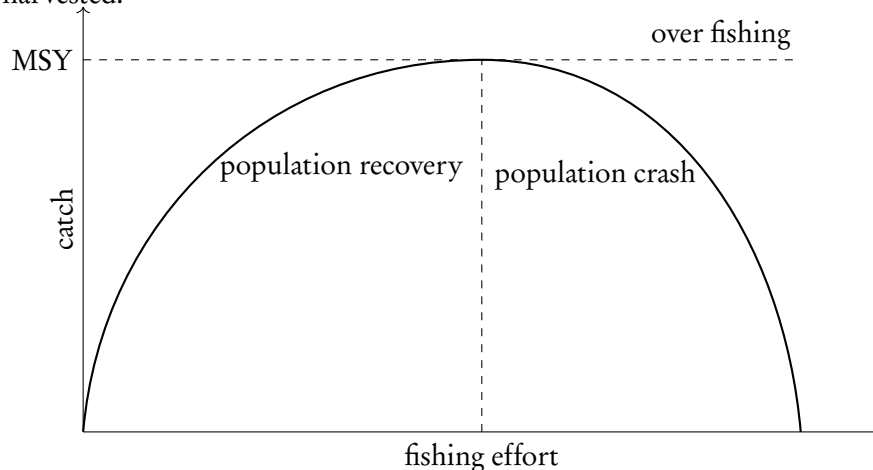 harvested.
over fishing
MSY
population recovery
population crash
catch
fishing effort